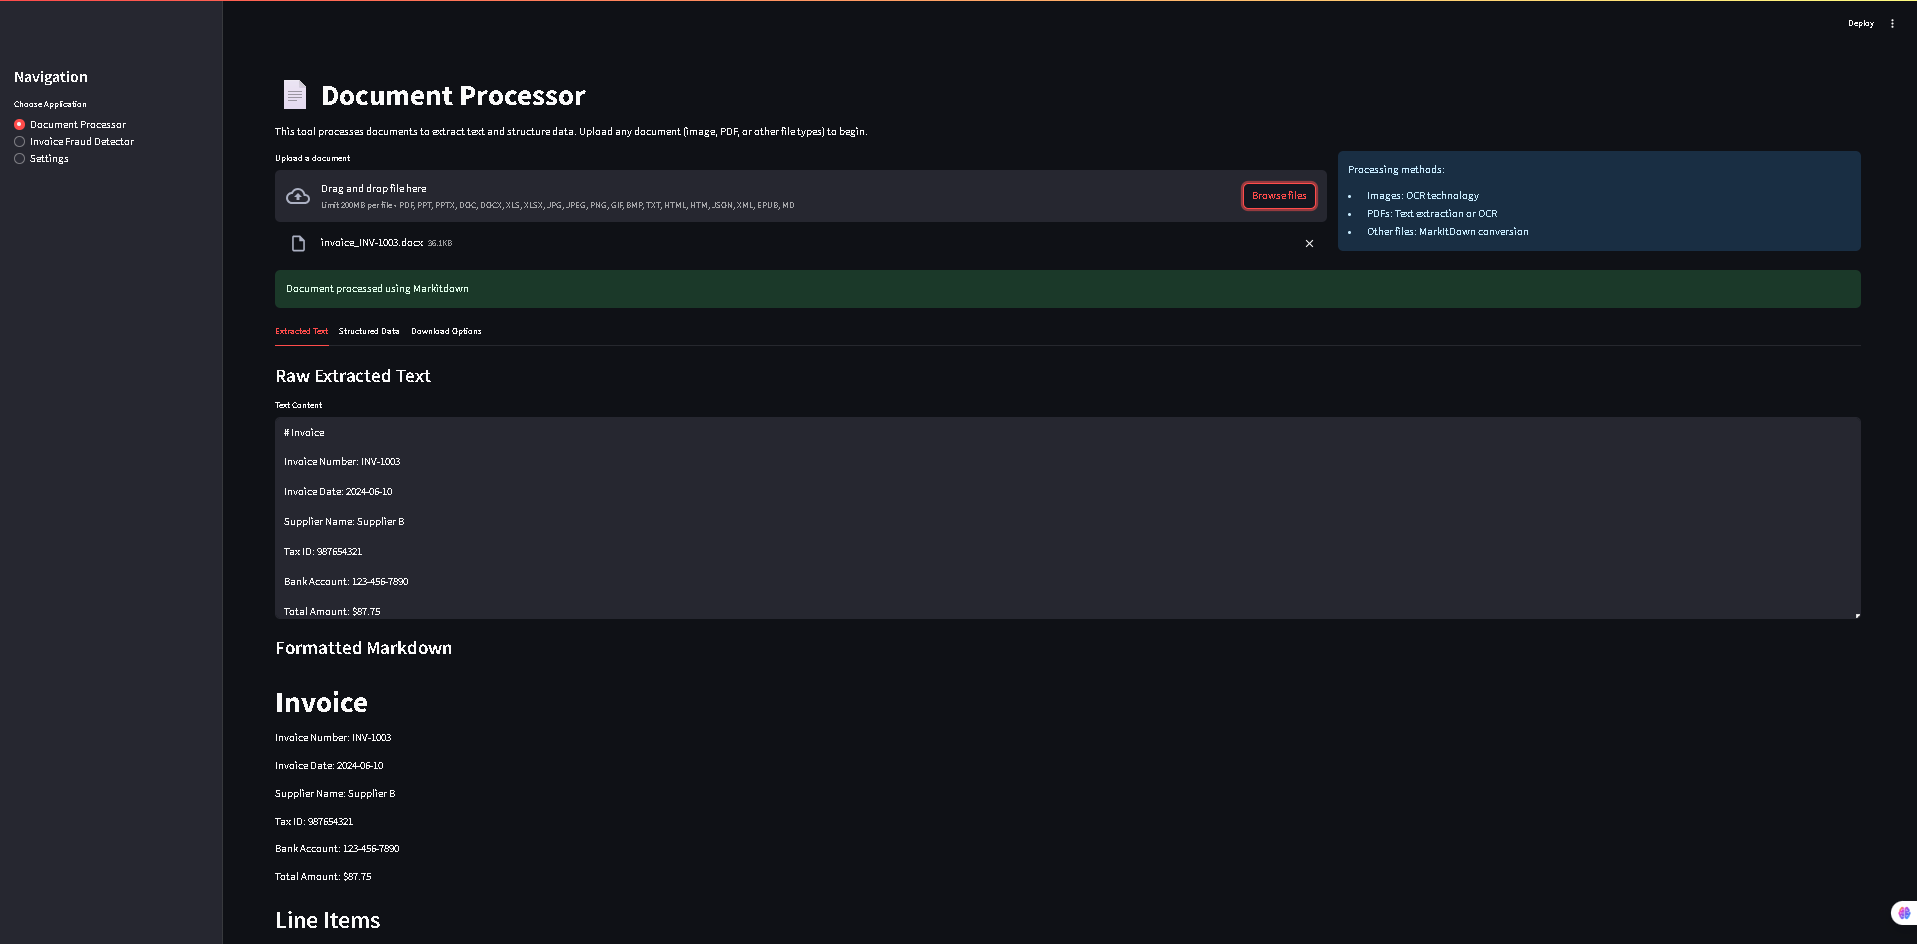 Deploy
Navigation
Choose Application
Document Processor
Invoice Fraud Detector
Settings
Document Processor
This tool processes documents to extract text and structure data. Upload any document (image, PDF, or other file types) to begin.
Upload a document
Drag and drop file here
Limit 200MB per file • PDF, PPT, PPTX, DOC, DOCX, XLS, XLSX, JPG, JPEG, PNG, GIF, BMP, TXT, HTML, HTM, JSON, XML, EPUB, MD
Browse files
invoice_INV-1003.docx 36.1KB
Processing methods:
• Images: OCR technology
• PDFs: Text extraction or OCR
• Other files: MarkItDown conversion
Document processed using Markitdown
Extracted Text Structured Data Download Options
Raw Extracted Text
Text Content
# Invoice
Invoice Number: INV-1003
Invoice Date: 2024-06-10
Supplier Name: Supplier B
Tax ID: 987654321
Bank Account: 123-456-7890
Total Amount: $87.75
Formatted Markdown
Invoice
Invoice Number: INV-1003
Invoice Date: 2024-06-10
Supplier Name: Supplier B
Tax ID: 987654321
Bank Account: 123-456-7890
Total Amount: $87.75
Line Items